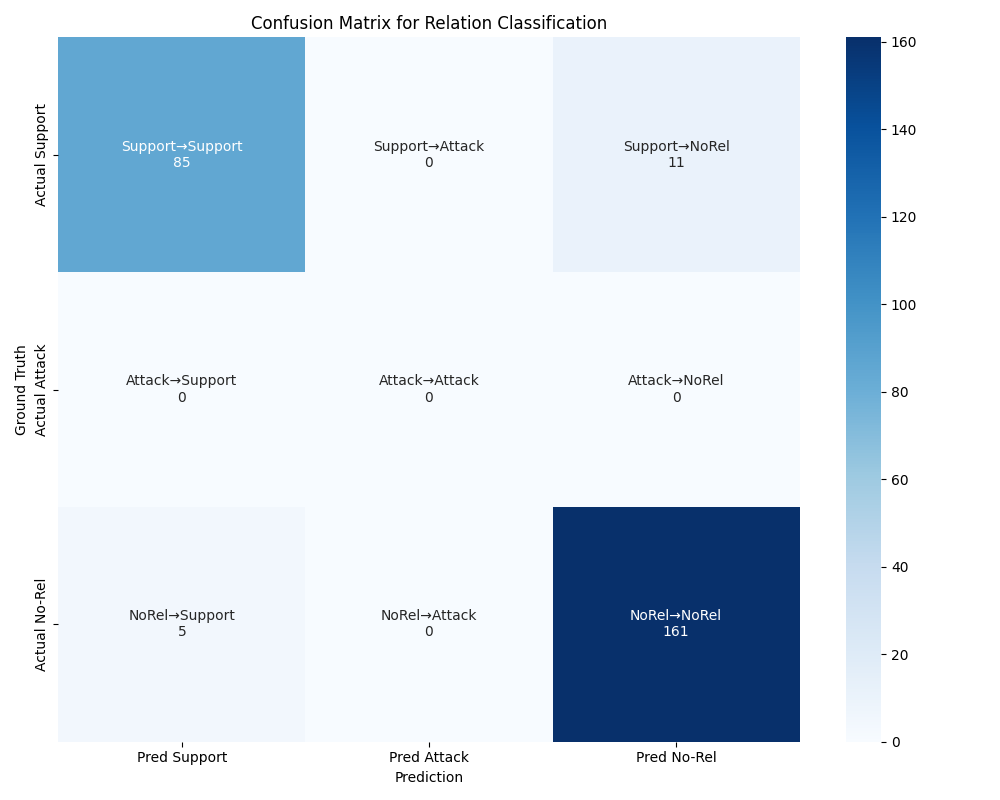 Confusion Matrix for Relation Classification
Ground Truth
Actual Support
Actual Attack
Actual No-Rel
Support→Support
85
Support→Attack
0
Support→NoRel
11
Attack→Support
0
Attack→Attack
0
Attack→NoRel
0
NoRel→Support
5
NoRel→Attack
0
NoRel→NoRel
161
Pred Support
Pred Attack
Pred No-Rel
Prediction
160
140
120
100
80
60
40
20
0